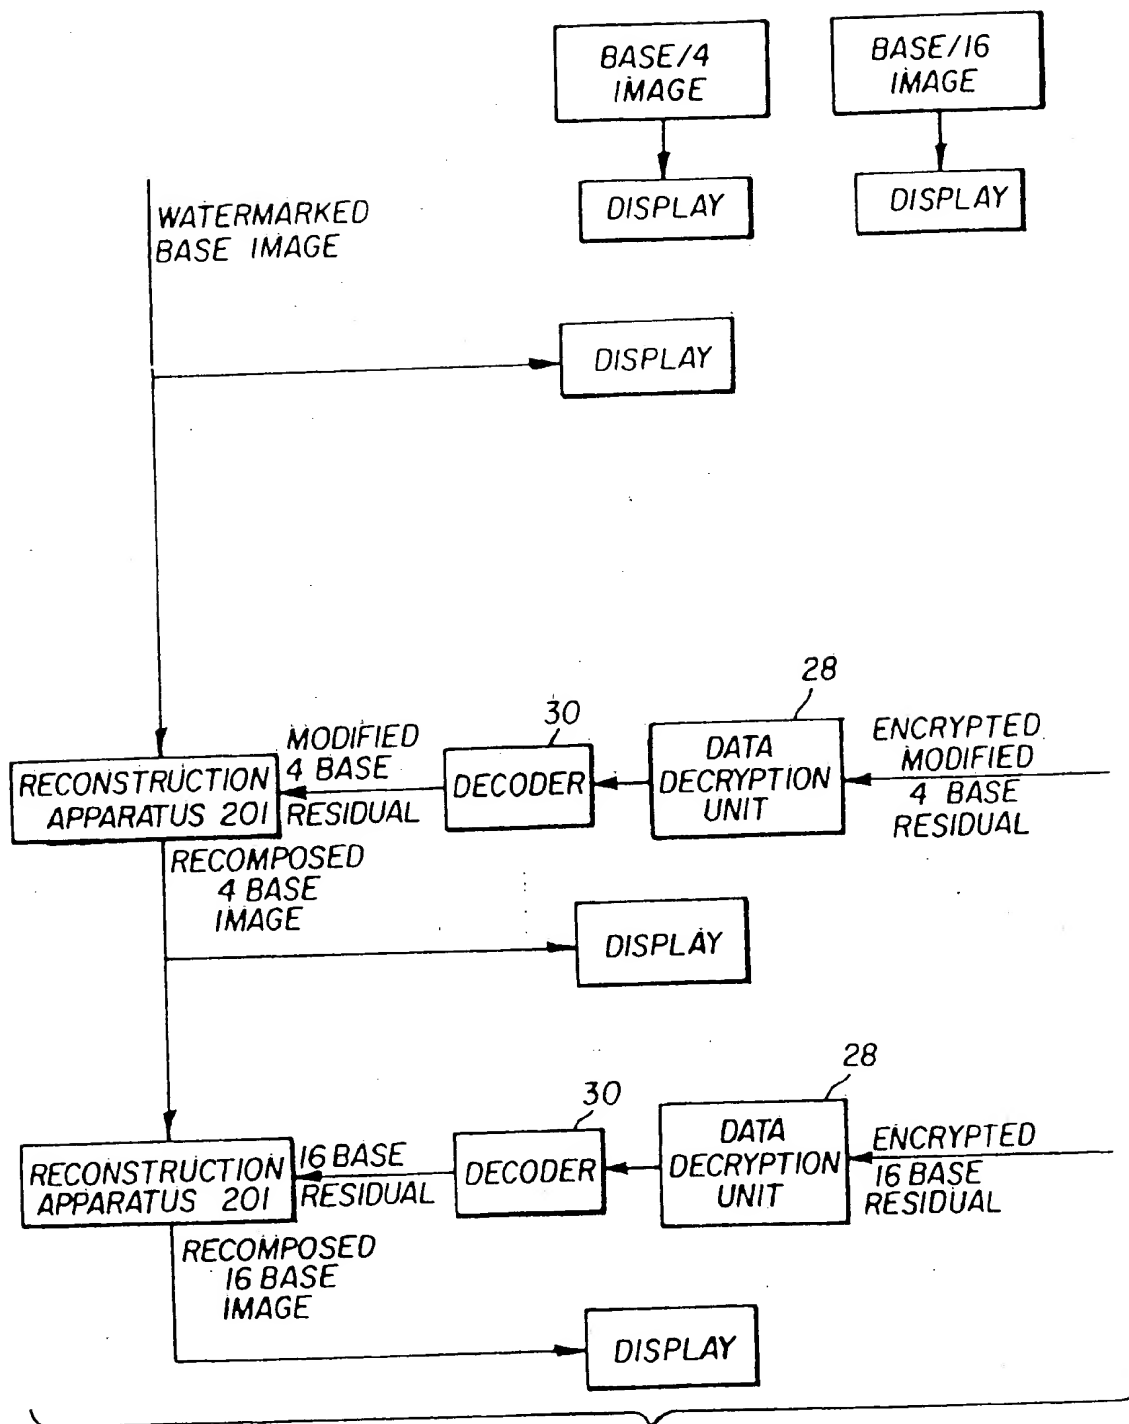 BASE/4
IMAGE
BASE/16
IMAGE
DISPLAY
DISPLAY
WATERMARKED
BASE IMAGE
DISPLAY
28
30
MODIFIED
4 BASE
RESIDUAL
DECODER
DATA
DECRYPTION
UNIT
ENCRYPTED
MODIFIED
4 BASE
RESIDUAL
RECONSTRUCTION
APPARATUS 201
RECOMPOSED
4 BASE
IMAGE
DISPLAY
28
30
16 BASE
RESIDUAL
DECODER
DATA
DECRYPTION
UNIT
ENCRYPTED
16 BASE
RESIDUAL
RECONSTRUCTION
APPARATUS 201
RECOMPOSED
16 BASE
IMAGE
DISPLAY